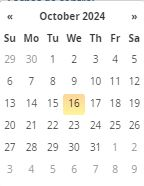 « October 2024 »
Su Mo Tu We Th Fr Sa
29 30 1 2 3 4 5
6 7 8 9 10 11 12
13 14 15 16 17 18 19
20 21 22 23 24 25 26
27 28 29 30 31 1 2
3 4 5 6 7 8 9